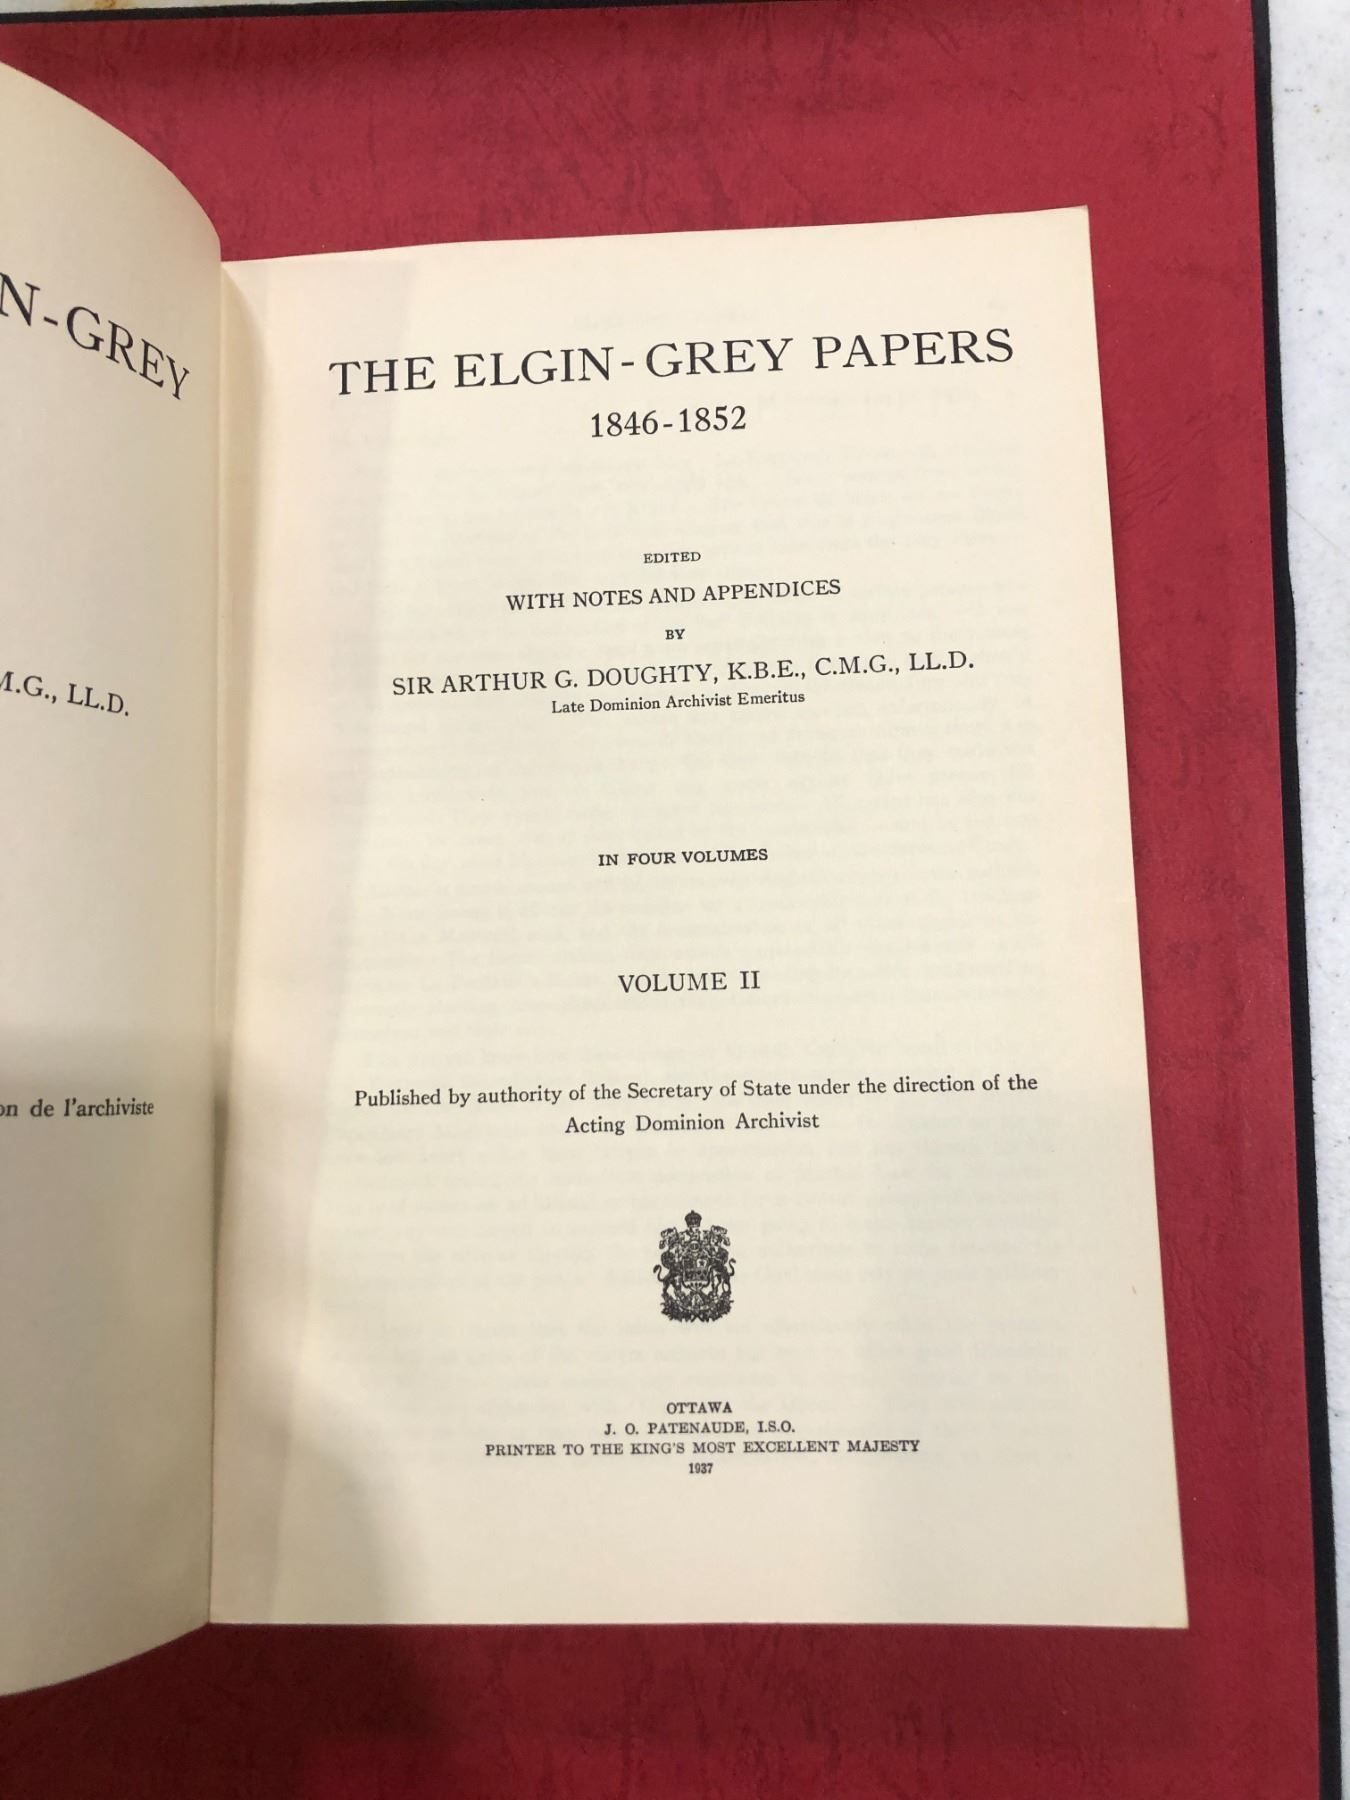 N-GREY
M.G., LL.D.
on de l'archiviste
THE ELGIN-GREY PAPERS
1846-1852
EDITED
WITH NOTES AND APPENDICES
BY
SIR ARTHUR G. DOUGHTY, K.B.E., C.M.G., LL.D.
Late Dominion Archivist Emeritus
IN FOUR VOLUMES
VOLUME II
Published by authority of the Secretary of State under the direction of the
Acting Dominion Archivist
OTTAWA
J. O. PATENAUDE, I.S.O.
PRINTER TO THE KING'S MOST EXCELLENT MAJESTY
1937